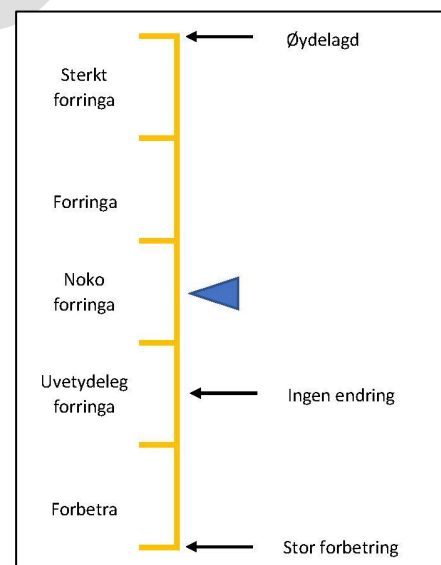 Øydelagd
Sterkt
forringa
Forringa
Noko
forringa
Uvetydeleg
forringa
Ingen endring
Forbetra
Stor forbetring